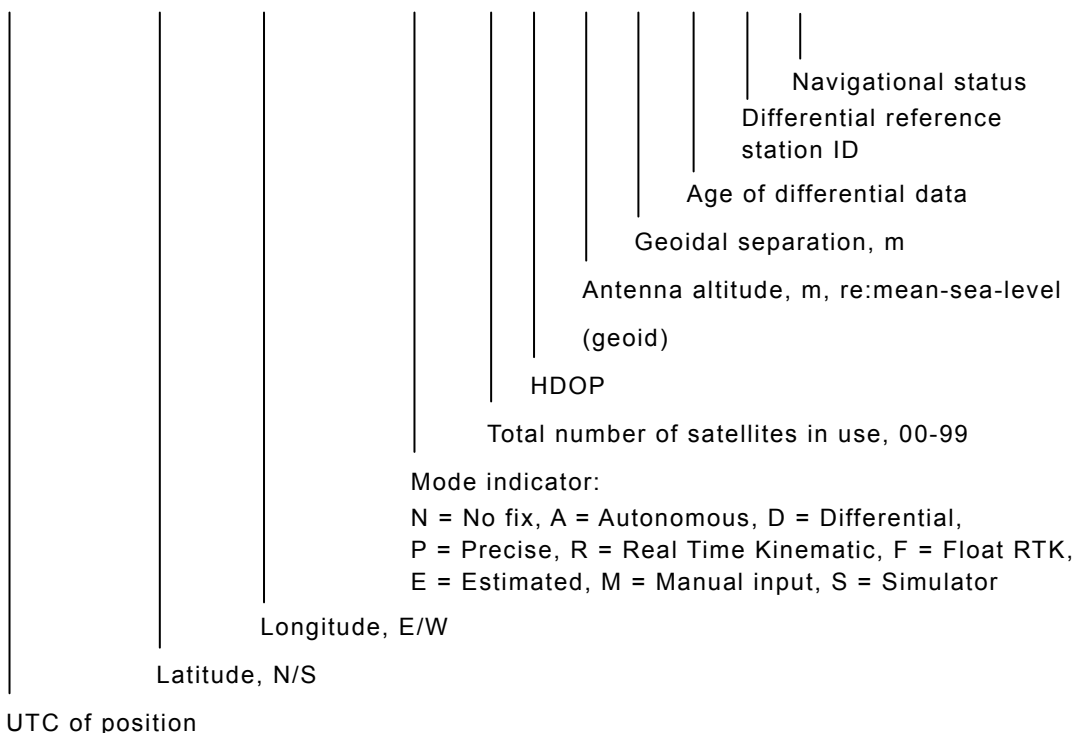 Navigational status
Differential reference
station ID
Age of differential data
Geoidal separation, m
Antenna altitude, m, re:mean-sea-level
(geoid)
HDOP
Total number of satellites in use, 00-99
Mode indicator:
N = No fix, A = Autonomous, D = Differential,
P = Precise, R = Real Time Kinematic, F = Float RTK,
E = Estimated, M = Manual input, S = Simulator
Longitude, E/W
Latitude, N/S
UTC of position